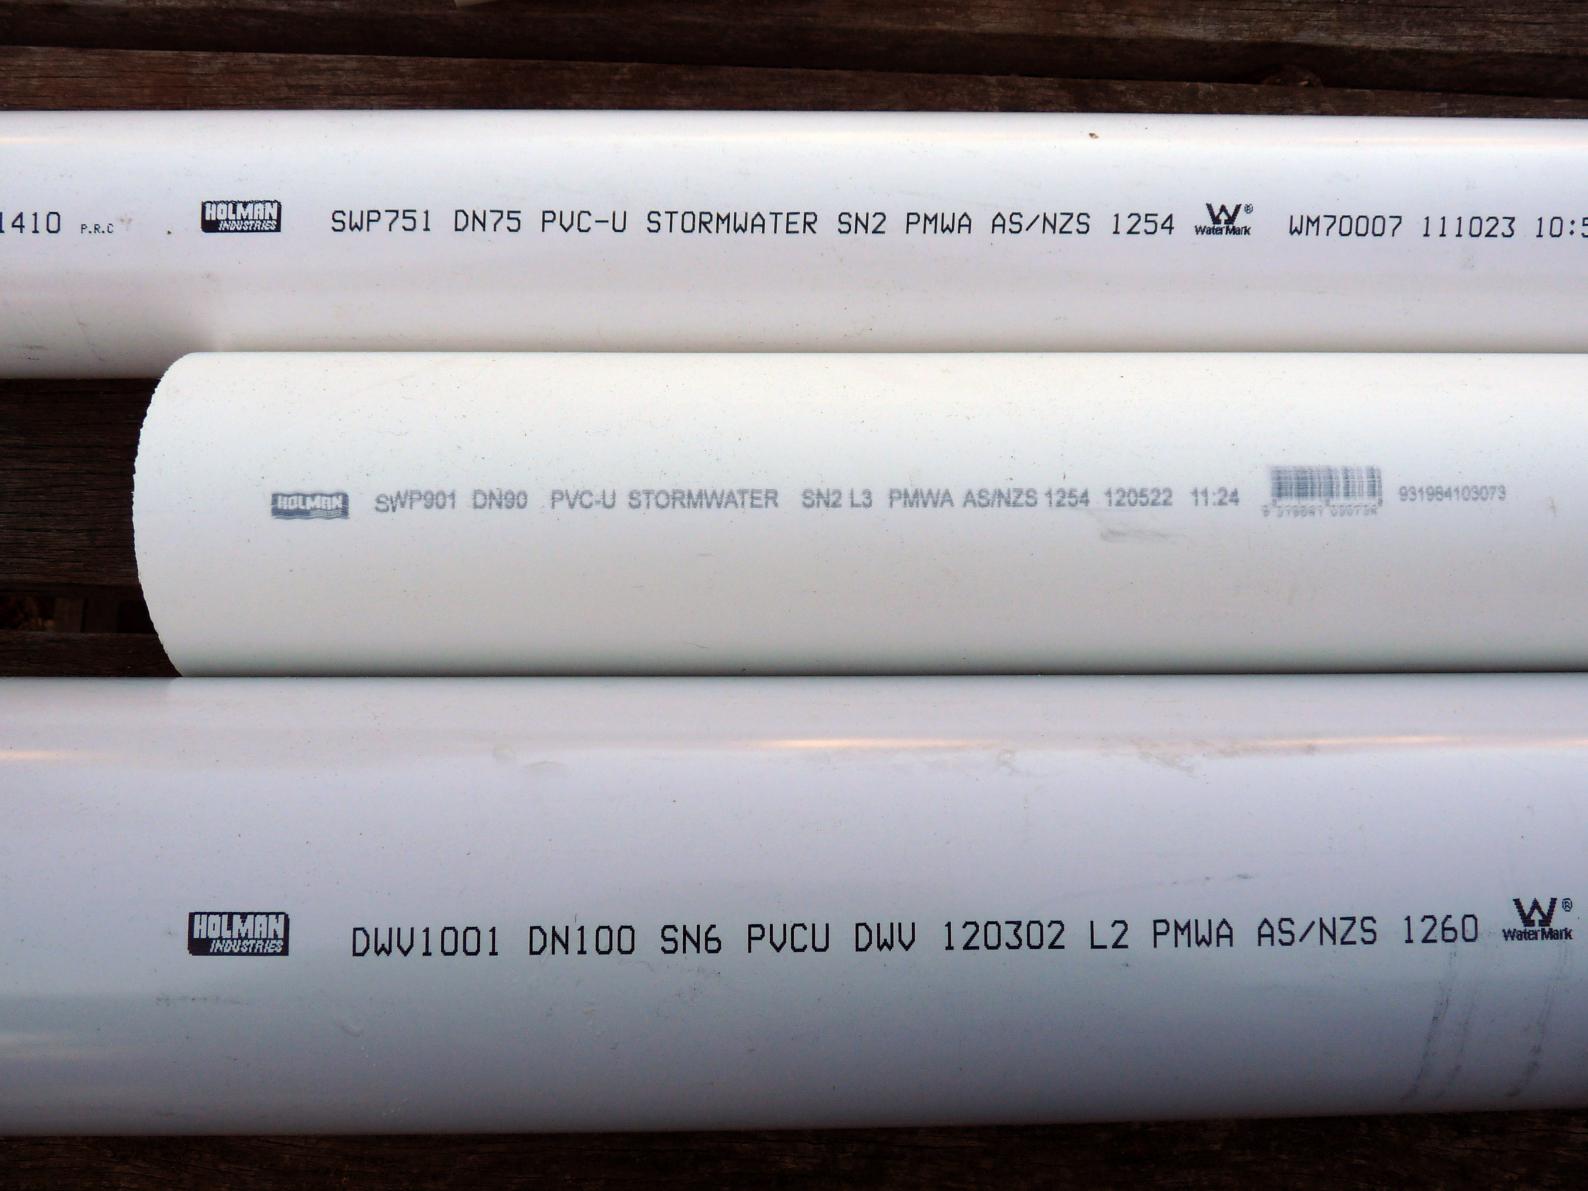 1410 P.R.C HOLMAN INDUSTRIES SWP751 DN75 PVC-U STORMWATER SN2 PMWA AS/NZS 1254 W® WaterMark WM70007 111023 10:5
HOLMAN SWP901 DN90 PVC-U STORMWATER SN2 L3 PMWA AS/NZS 1254 120522 11:24 931984103073
HOLMAN INDUSTRIES DWV1001 DN100 SN6 PVCU DWV 120302 L2 PMWA AS/NZS 1260 W® WaterMark